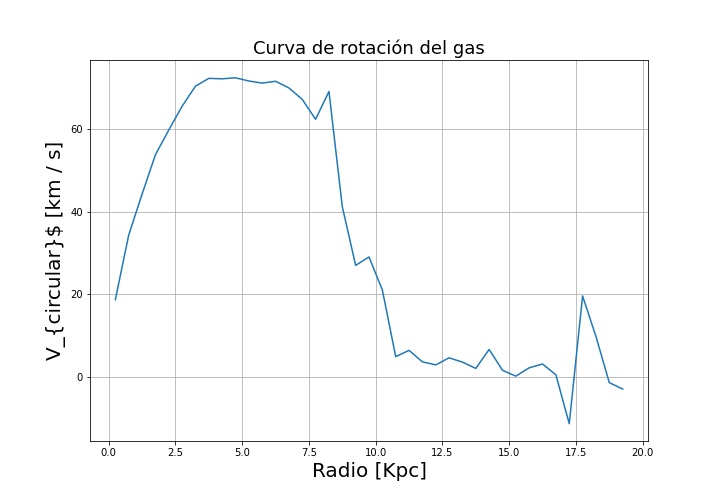 Curva de rotación del gas
V_{circular}$ [km / s]
60
40
20
0
0.0 2.5 5.0 7.5 10.0 12.5 15.0 17.5 20.0
Radio [Kpc]